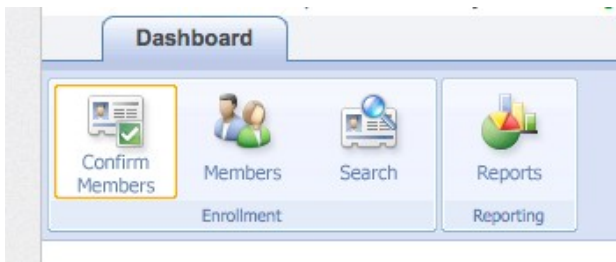 Dashboard
Confirm
Members
Members
Search
Reports
Enrollment
Reporting